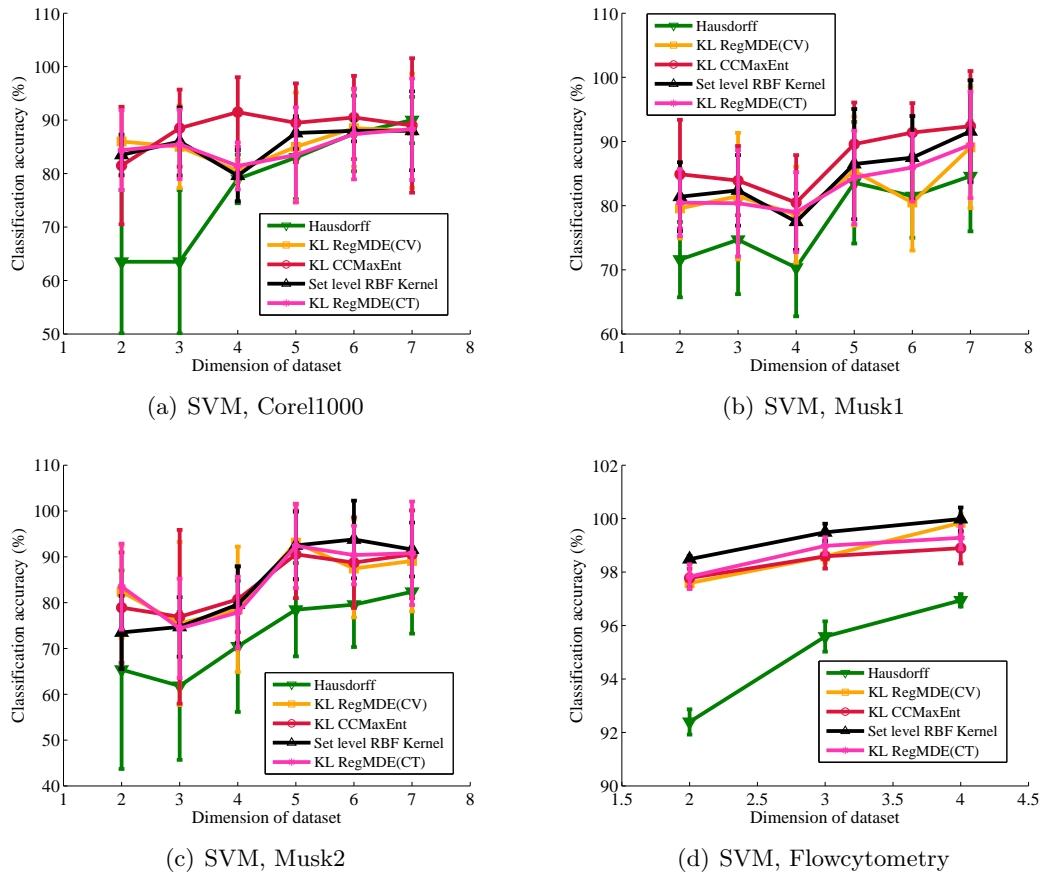 110
100
90
80
70
60
50
Classification accuracy (%)
Hausdorff
KL RegMDE(CV)
KL CCMaxEnt
Set level RBF Kernel
KL RegMDE(CT)
1 2 3 4 5 6 7 8
Dimension of dataset
(a) SVM, Corel1000
110
100
90
80
70
60
Classification accuracy (%)
Hausdorff
KL RegMDE(CV)
KL CCMaxEnt
Set level RBF Kernel
KL RegMDE(CT)
1 2 3 4 5 6 7 8
Dimension of dataset
(b) SVM, Musk1
110
100
90
80
70
60
50
40
Classification accuracy (%)
Hausdorff
KL RegMDE(CV)
KL CCMaxEnt
Set level RBF Kernel
KL RegMDE(CT)
1 2 3 4 5 6 7 8
Dimension of dataset
(c) SVM, Musk2
102
100
98
96
94
92
90
Classification accuracy (%)
Hausdorff
KL RegMDE(CV)
KL CCMaxEnt
Set level RBF Kernel
KL RegMDE(CT)
1.5 2 2.5 3 3.5 4 4.5
Dimension of dataset
(d) SVM, Flowcytometry